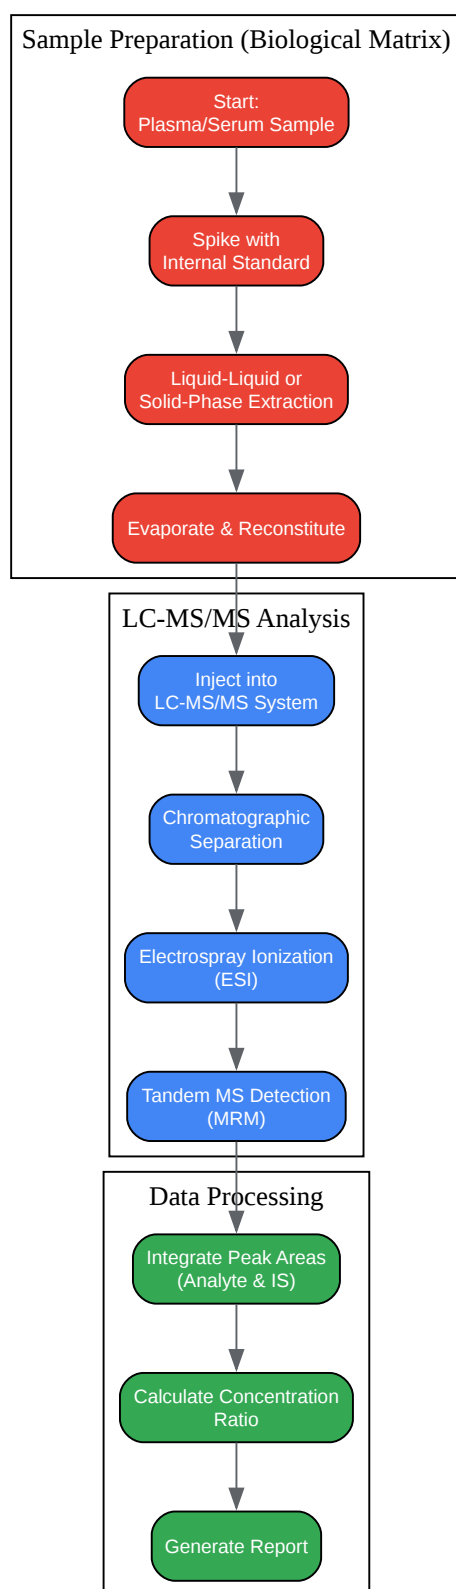 Sample Preparation (Biological Matrix)
Start:
Plasma/Serum Sample
Spike with
Internal Standard
Liquid-Liquid or
Solid-Phase Extraction
Evaporate & Reconstitute
LC-MS/MS Analysis
Inject into
LC-MS/MS System
Chromatographic
Separation
Electrospray Ionization
(ESI)
Tandem MS Detection
(MRM)
Data Processing
Integrate Peak Areas
(Analyte & IS)
Calculate Concentration
Ratio
Generate Report